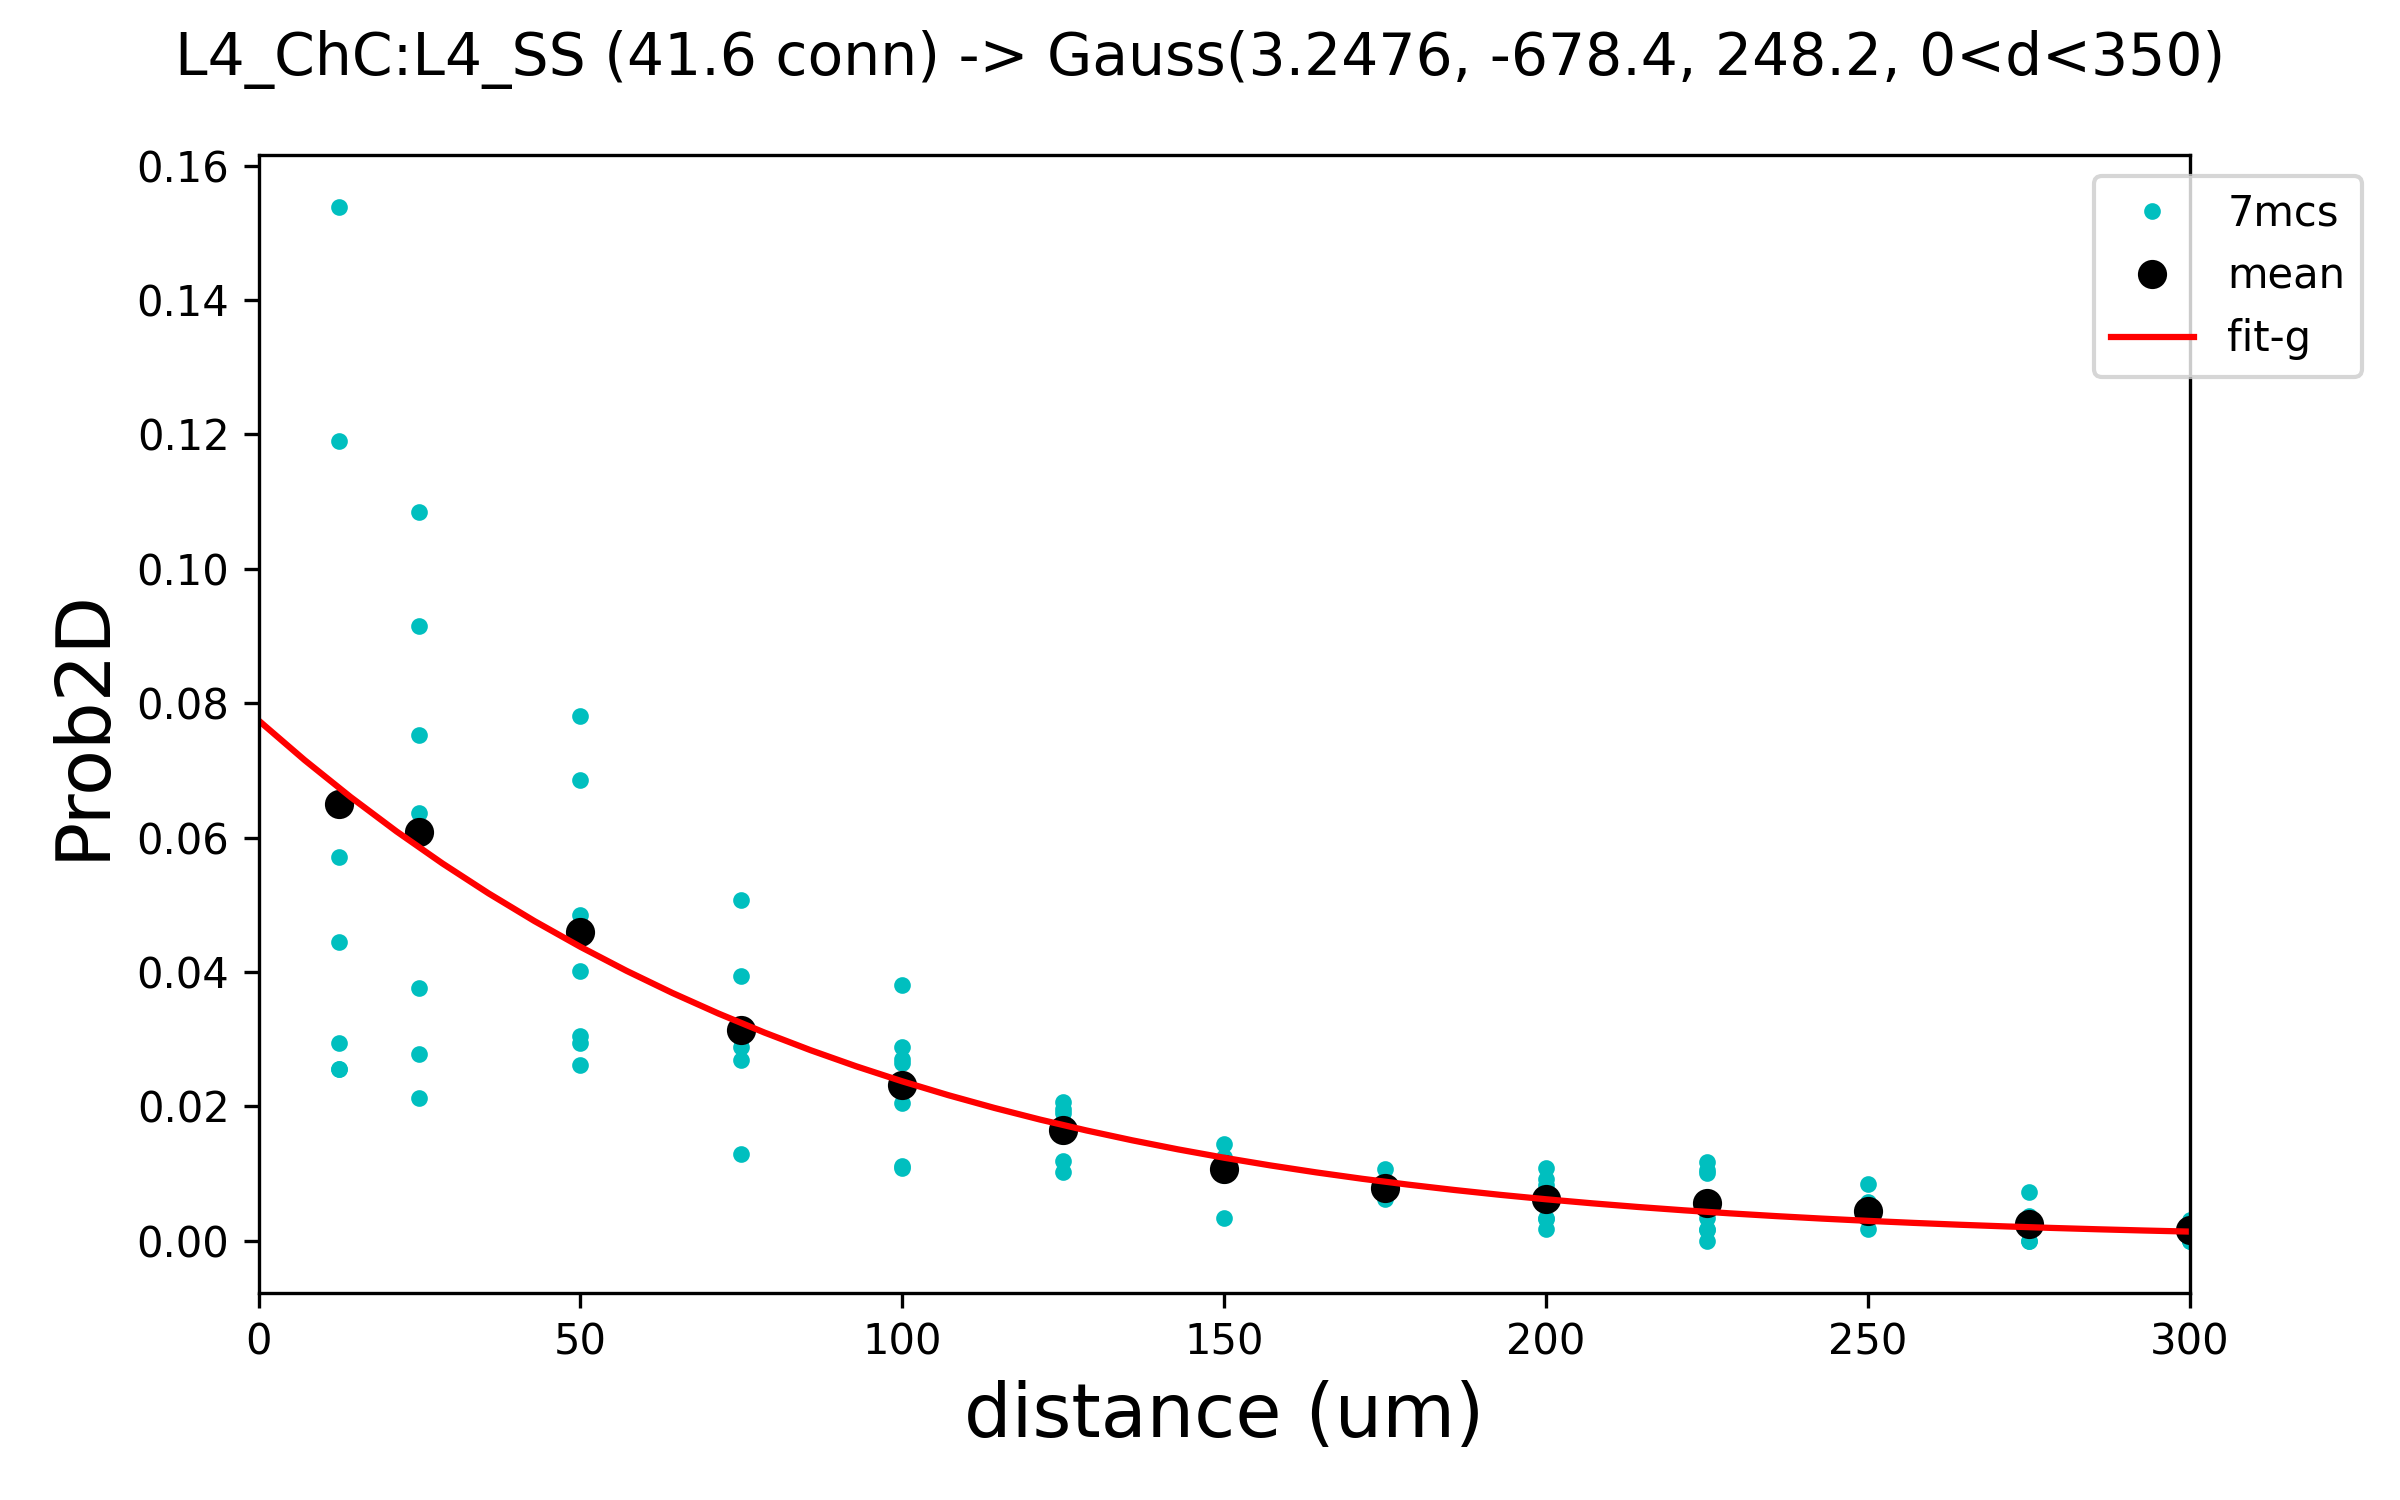 L4_ChC:L4_SS (41.6 conn) -> Gauss(3.2476, -678.4, 248.2, 0<d<350)
0.16
0.14
0.12
0.10
0.08
0.06
0.04
0.02
0.00
Prob2D
7mcs
mean
fit-g
0 50 100 150 200 250 300
distance (um)